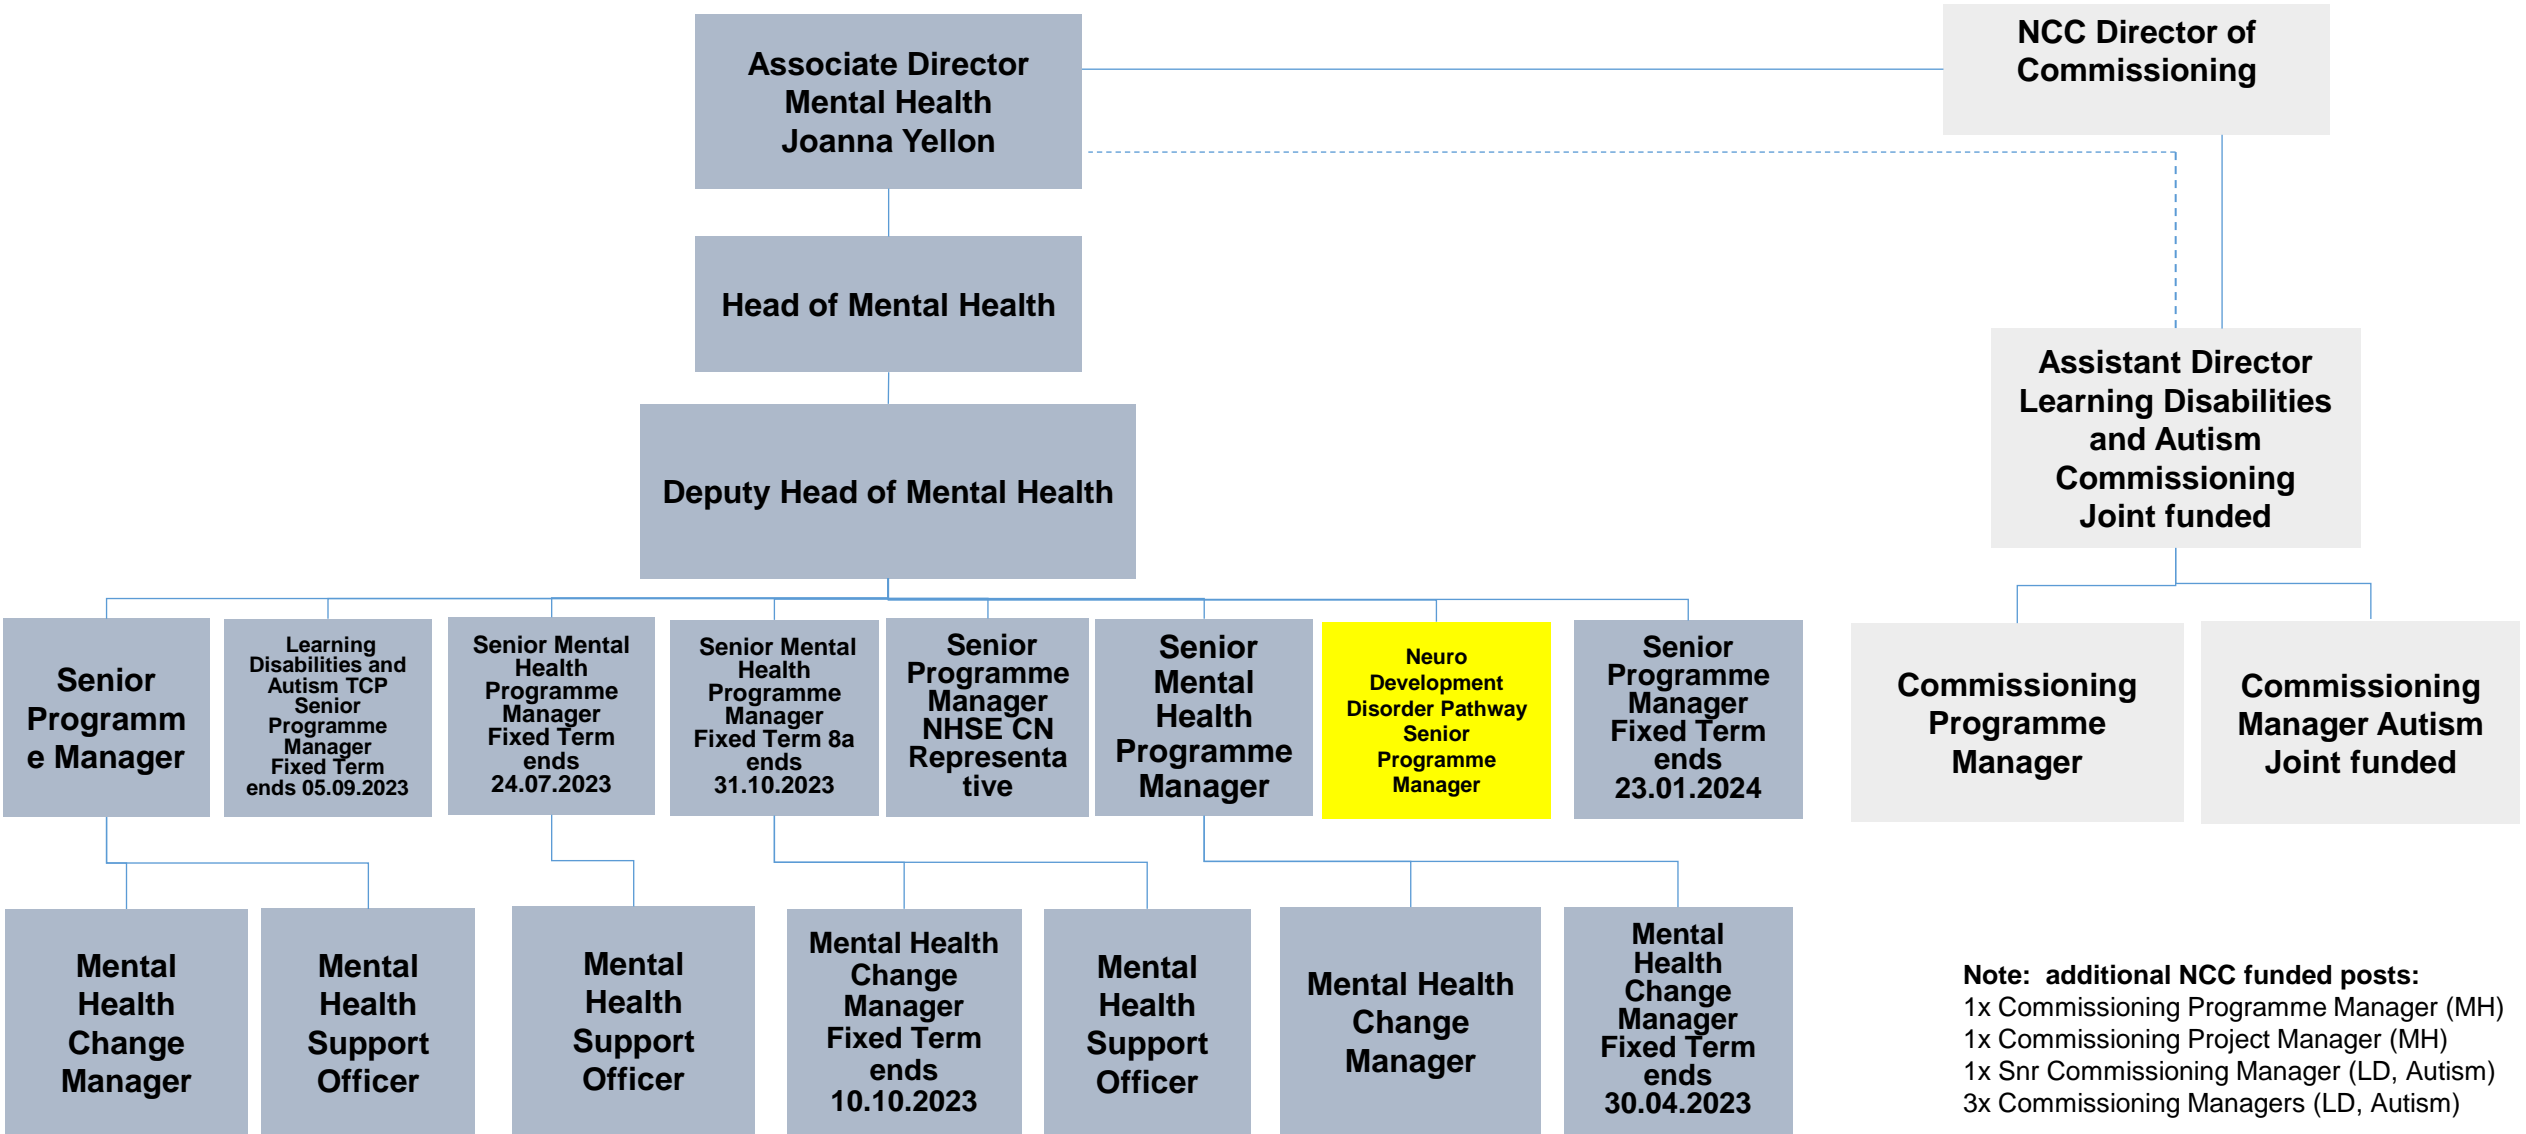 Associate Director
Mental Health
Joanna Yellon
NCC Director of
Commissioning
Head of Mental Health
Assistant Director
Learning Disabilities
and Autism
Commissioning
Joint funded
Deputy Head of Mental Health
Senior
Programm
e Manager
Learning
Disabilities and
Autism TCP
Senior
Programme
Manager
Fixed Term
ends 05.09.2023
Senior Mental
Health
Programme
Manager
Fixed Term
ends
24.07.2023
Senior Mental
Health
Programme
Manager
Fixed Term 8a
ends
31.10.2023
Senior
Programme
Manager
NHSE CN
Representa
tive
Senior
Mental
Health
Programme
Manager
Neuro
Development
Disorder Pathway
Senior
Programme
Manager
Senior
Programme
Manager
Fixed Term
ends
23.01.2024
Commissioning
Programme
Manager
Commissioning
Manager Autism
Joint funded
Mental
Health
Change
Manager
Mental
Health
Support
Officer
Mental
Health
Support
Officer
Mental Health
Change
Manager
Fixed Term
ends
10.10.2023
Mental
Health
Support
Officer
Mental Health
Change
Manager
Mental
Health
Change
Manager
Fixed Term
ends
30.04.2023
Note:  additional NCC funded posts:
1x Commissioning Programme Manager (MH)
1x Commissioning Project Manager (MH)
1x Snr Commissioning Manager (LD, Autism)
3x Commissioning Managers (LD, Autism)